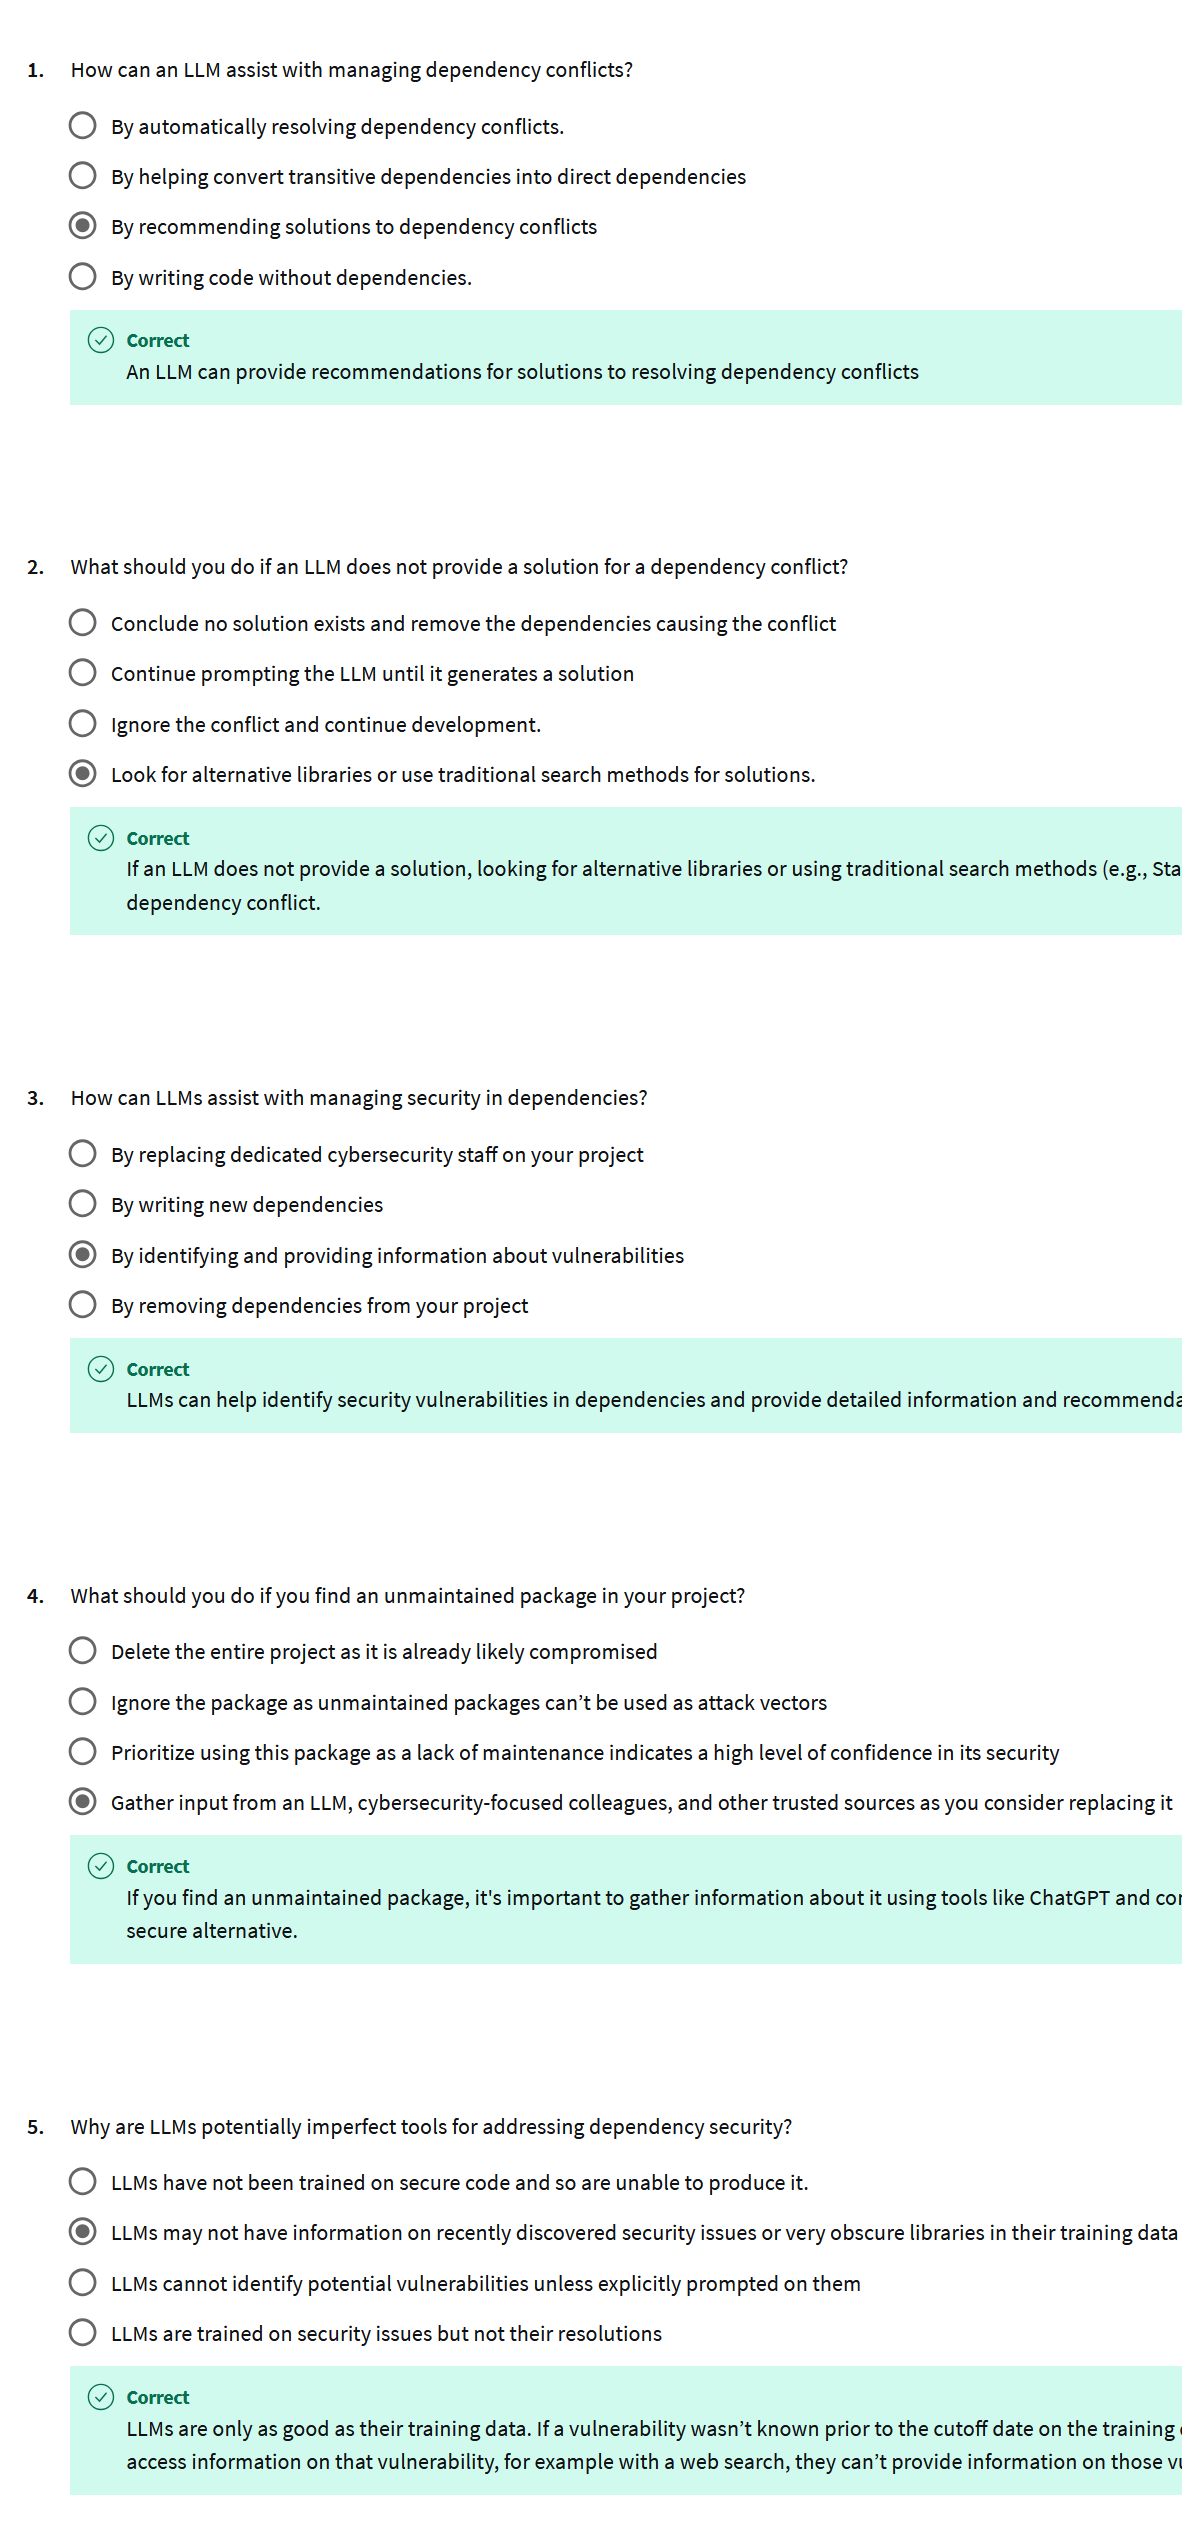 1. How can an LLM assist with managing dependency conflicts?
By automatically resolving dependency conflicts.
By helping convert transitive dependencies into direct dependencies
By recommending solutions to dependency conflicts
By writing code without dependencies.
Correct
An LLM can provide recommendations for solutions to resolving dependency conflicts
2. What should you do if an LLM does not provide a solution for a dependency conflict?
Conclude no solution exists and remove the dependencies causing the conflict
Continue prompting the LLM until it generates a solution
Ignore the conflict and continue development.
Look for alternative libraries or use traditional search methods for solutions.
Correct
If an LLM does not provide a solution, looking for alternative libraries or using traditional search methods (e.g., Sta
dependency conflict.
3. How can LLMs assist with managing security in dependencies?
By replacing dedicated cybersecurity staff on your project
By writing new dependencies
By identifying and providing information about vulnerabilities
By removing dependencies from your project
Correct
LLMs can help identify security vulnerabilities in dependencies and provide detailed information and recommenda
4. What should you do if you find an unmaintained package in your project?
Delete the entire project as it is already likely compromised
Ignore the package as unmaintained packages can’t be used as attack vectors
Prioritize using this package as a lack of maintenance indicates a high level of confidence in its security
Gather input from an LLM, cybersecurity-focused colleagues, and other trusted sources as you consider replacing it
Correct
If you find an unmaintained package, it's important to gather information about it using tools like ChatGPT and cor
secure alternative.
5. Why are LLMs potentially imperfect tools for addressing dependency security?
LLMs have not been trained on secure code and so are unable to produce it.
LLMs may not have information on recently discovered security issues or very obscure libraries in their training data
LLMs cannot identify potential vulnerabilities unless explicitly prompted on them
LLMs are trained on security issues but not their resolutions
Correct
LLMs are only as good as their training data. If a vulnerability wasn’t known prior to the cutoff date on the training
access information on that vulnerability, for example with a web search, they can’t provide information on those